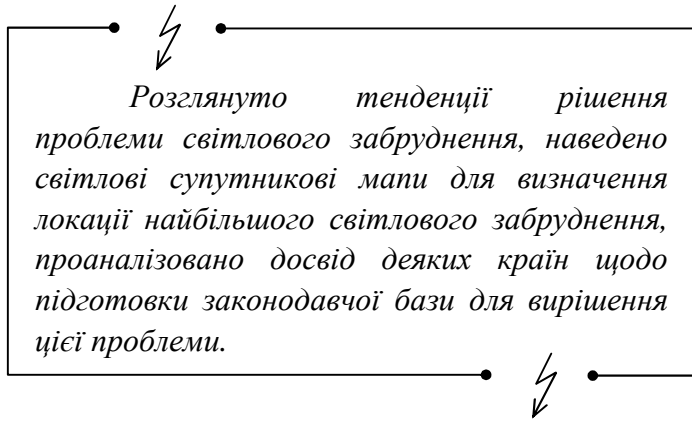 Розглянуто тенденції рішення
проблеми світлового забруднення, наведено
світлові супутникові мапи для визначення
локації найбільшого світлового забруднення,
проаналізовано досвід деяких країн щодо
підготовки законодавчої бази для вирішення
цієї проблеми.